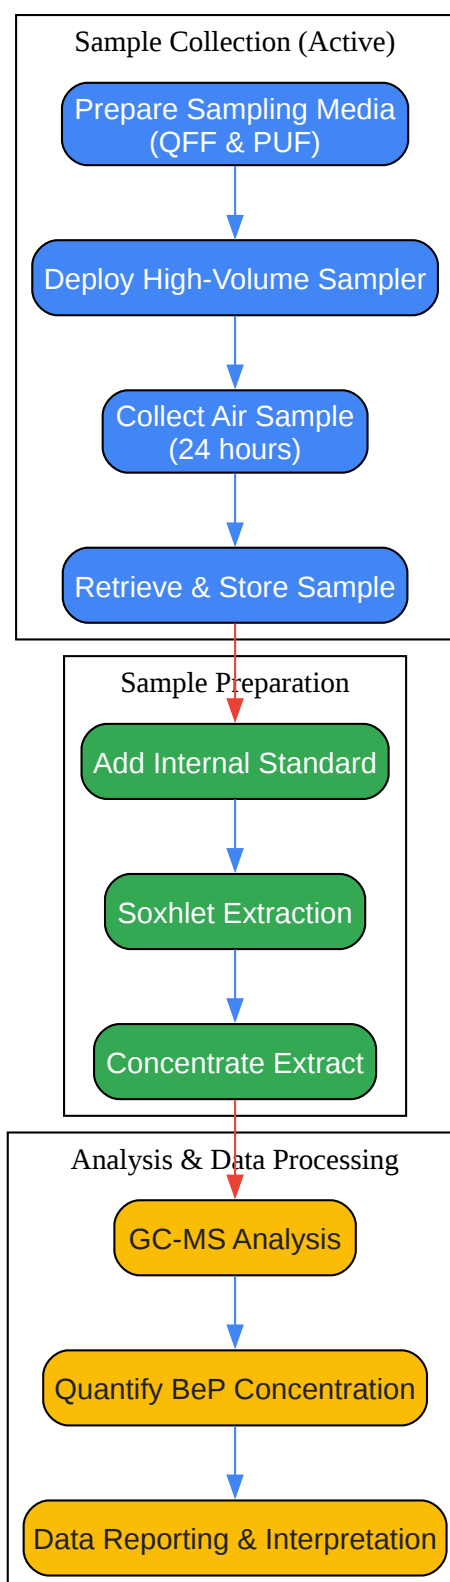 Sample Collection (Active)
Prepare Sampling Media
(QFF & PUF)
Deploy High-Volume Sampler
Collect Air Sample
(24 hours)
Retrieve & Store Sample
Sample Preparation
Add Internal Standard
Soxhlet Extraction
Concentrate Extract
Analysis & Data Processing
GC-MS Analysis
Quantify BeP Concentration
Data Reporting & Interpretation